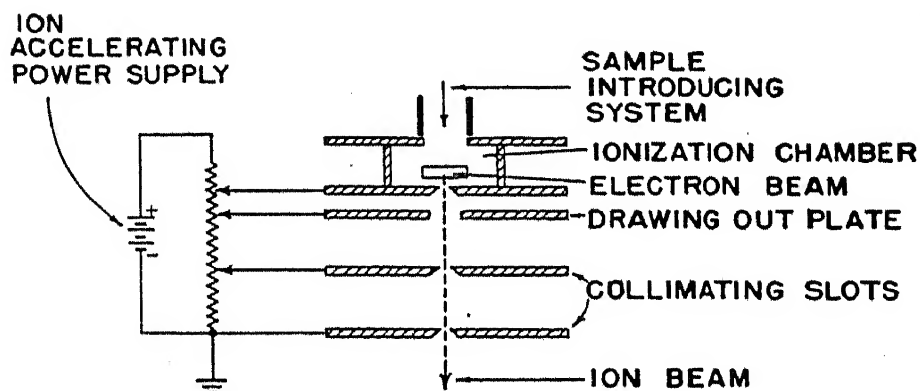 ION
ACCELERATING
POWER SUPPLY
SAMPLE
INTRODUCING
SYSTEM
IONIZATION CHAMBER
ELECTRON BEAM
DRAWING OUT PLATE
+
-
COLLIMATING SLOTS
ION BEAM